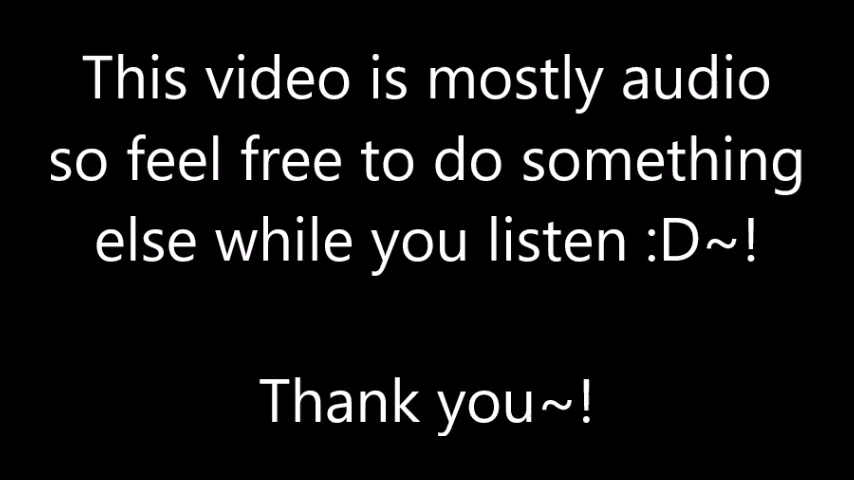 This video is mostly audio
so feel free to do something
else while you listen :D~!
Thank you~!